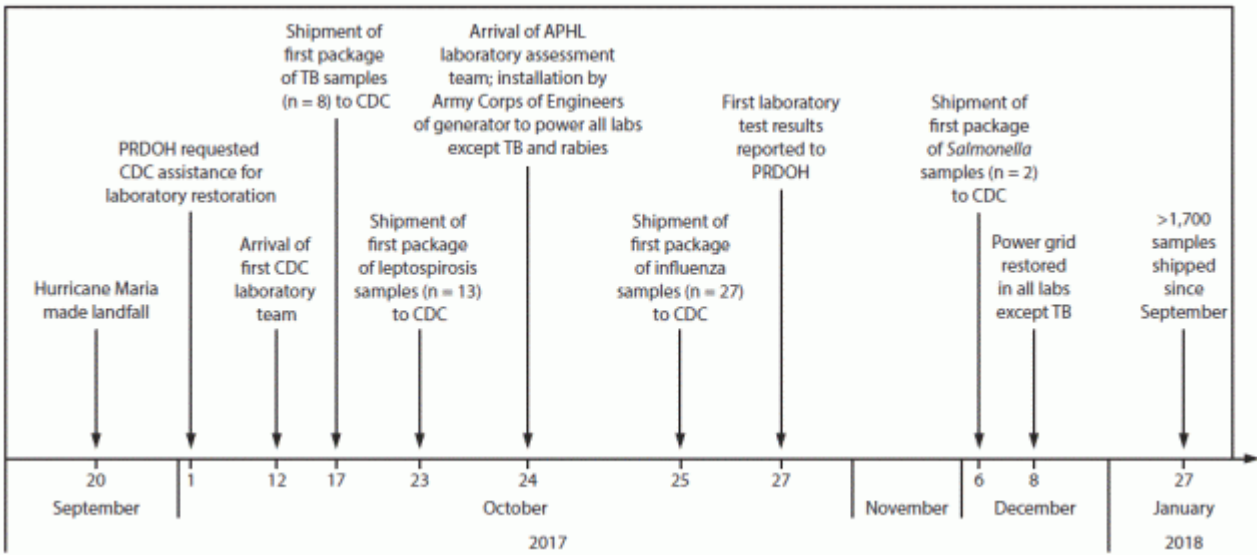 Hurricane Maria
made landfall
PRDOH requested
CDC assistance for
laboratory restoration
Arrival of
first CDC
laboratory
team
Shipment of
first package
of TB samples
(n = 8) to CDC
Shipment of
first package
of leptospirosis
samples (n = 13)
to CDC
Arrival of APHL
laboratory assessment
team; installation by
Army Corps of Engineers
of generator to power all labs
except TB and rabies
Shipment of
first package
of influenza
samples (n = 27)
to CDC
First laboratory
test results
reported to
PRDOH
Shipment of
first package
of Salmonella
samples (n = 2)
to CDC
Power grid
restored
in all labs
except TB
>1,700
samples
shipped
since
September
20 1 12 17 23 24 25 27 6 8 27
September October November December January
2017 2018